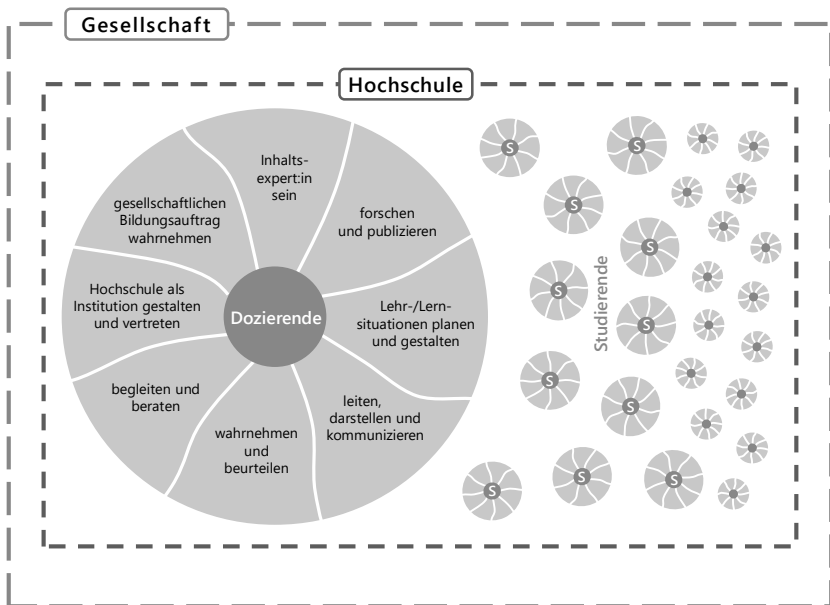 Gesellschaft
Hochschule
Inhalts-
expert:in
sein
forschen
und publizieren
Lehr-/Lern-
situationen planen
und gestalten
leiten,
darstellen und
kommunizieren
wahrnehmen
und
beurteilen
begleiten und
beraten
Hochschule als
Institution gestalten
und vertreten
gesellschaftlichen
Bildungsauftrag
wahrnehmen
Dozierende
Studierende
S
S
S
S
S
S
S
S
S
S
S